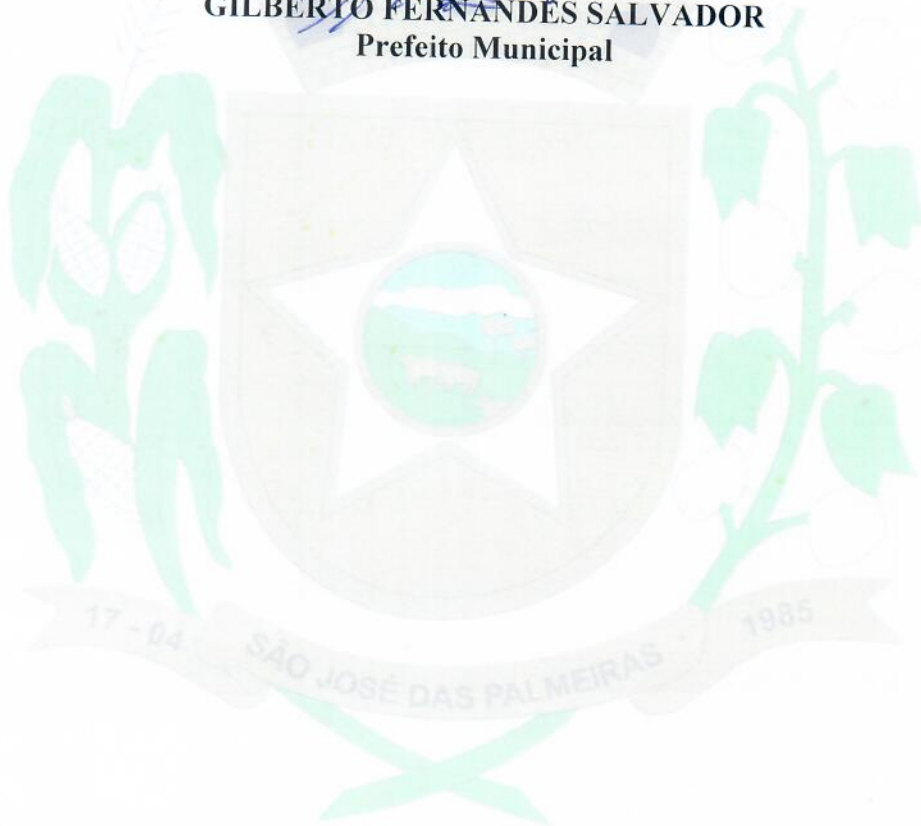 GILBERTO FERNANDES SALVADOR
Prefeito Municipal
17 - 04
SÃO JOSÉ DAS PALMEIRAS
1985